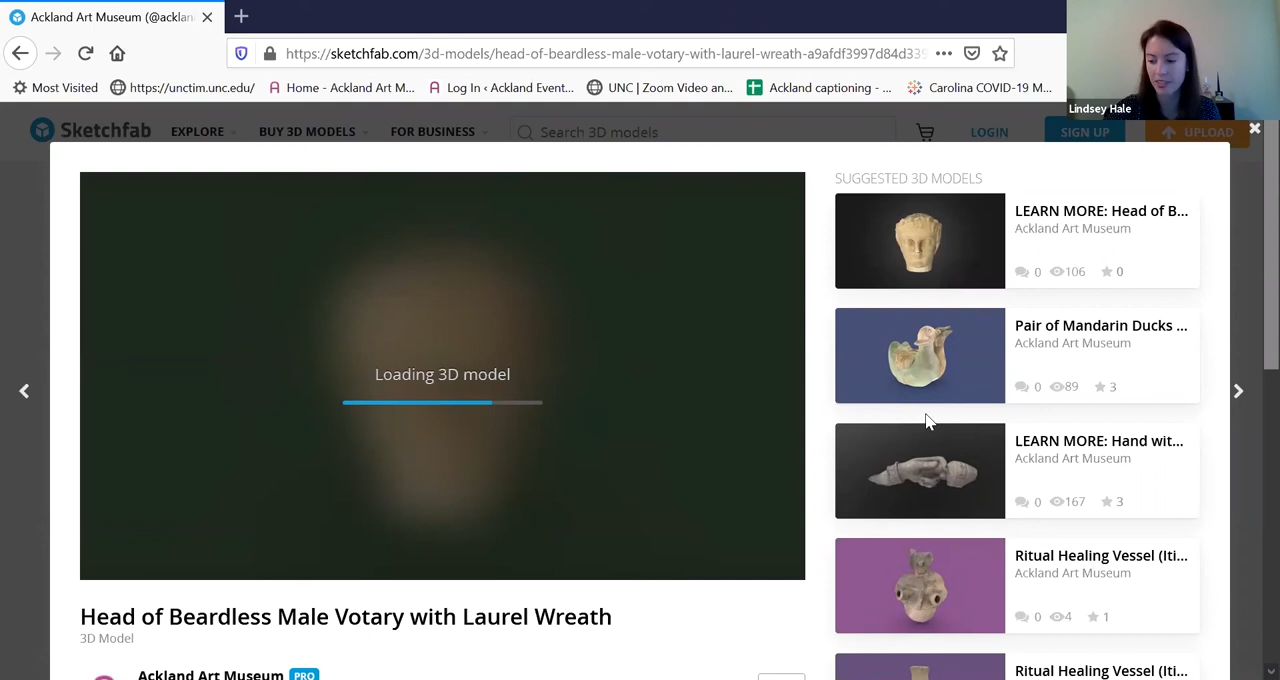 Ackland Art Museum (@acklan
https://sketchfab.com/3d-models/head-of-beardless-male-votary-with-laurel-wreath-a9afdf3997d84d339
Most Visited
https://unctim.unc.edu/
Home - Ackland Art M...
Log In ‹ Ackland Event...
UNC | Zoom Video an...
Ackland captioning - ...
Carolina COVID-19 M...
Lindsey Hale
Sketchfab
EXPLORE
BUY 3D MODELS
FOR BUSINESS
Search 3D models
LOGIN
SIGN UP
UPLOAD
Loading 3D model
Head of Beardless Male Votary with Laurel Wreath
3D Model
Ackland Art Museum PRO
SUGGESTED 3D MODELS
LEARN MORE: Head of B...
Ackland Art Museum
0 106 0
Pair of Mandarin Ducks ...
Ackland Art Museum
0 89 3
LEARN MORE: Hand wit...
Ackland Art Museum
0 167 3
Ritual Healing Vessel (Iti...
Ackland Art Museum
0 4 1
Ritual Healing Vessel (Iti...